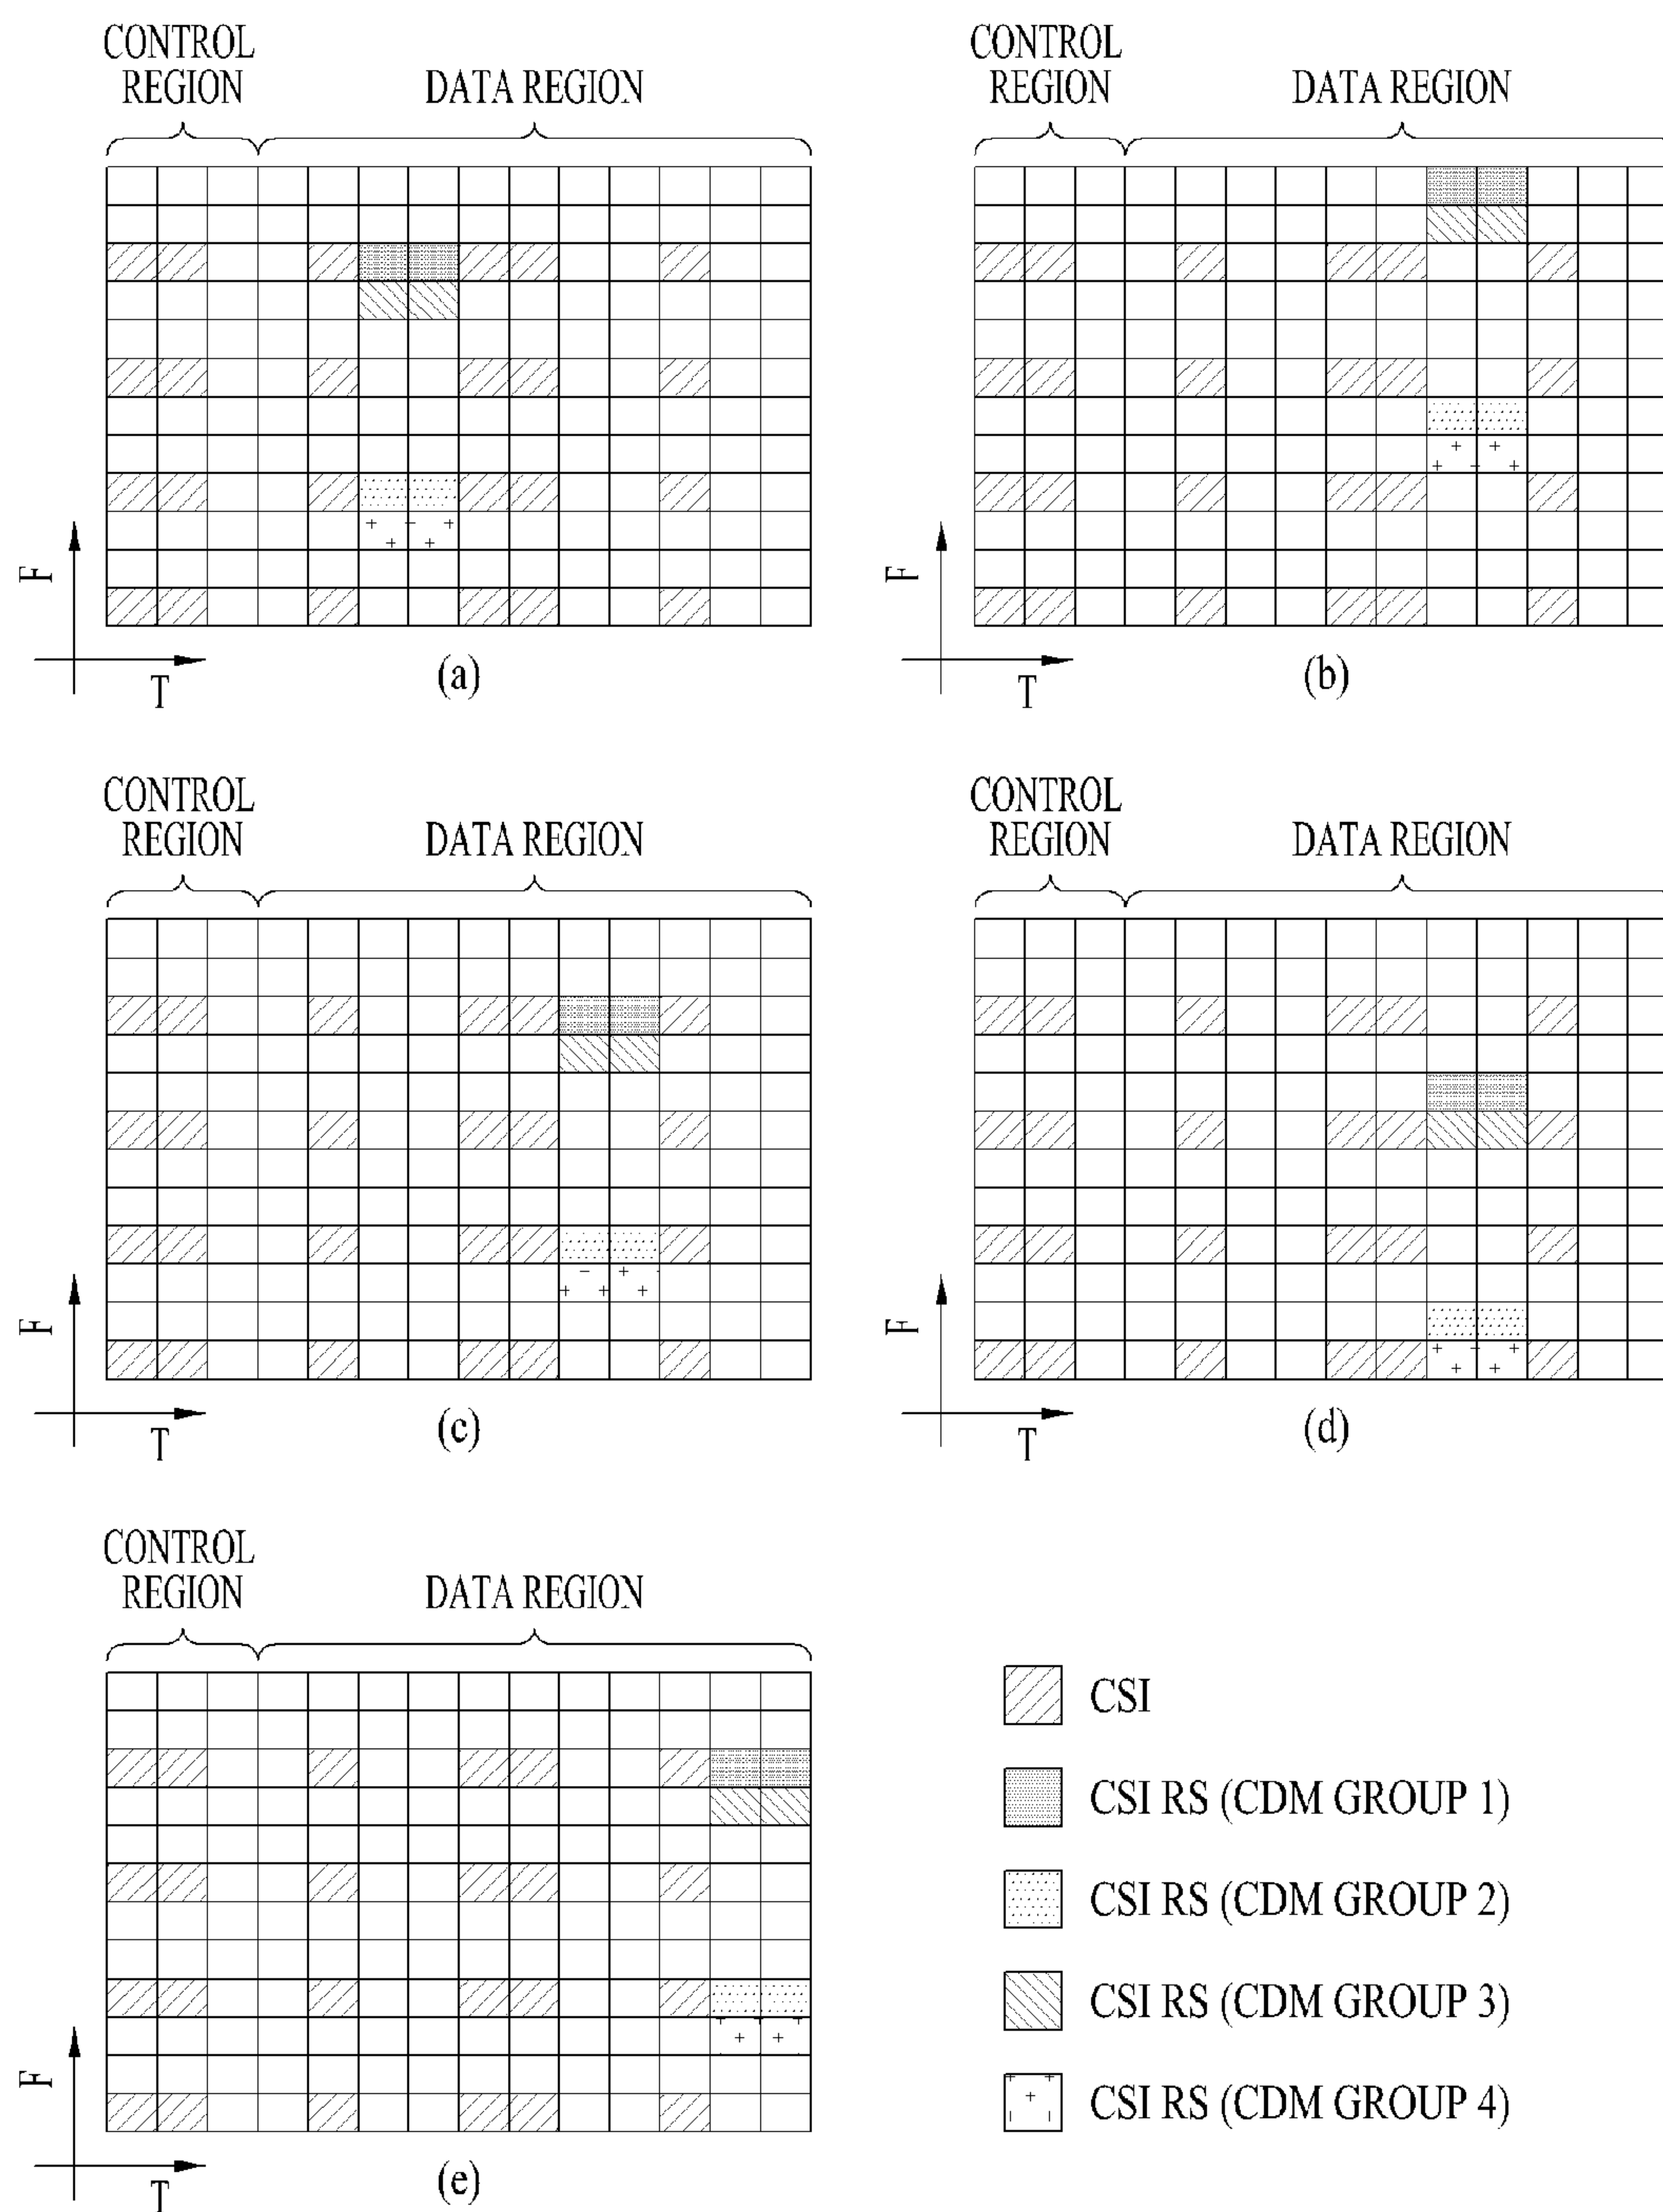 CONTROL
REGION
DATA REGION
F
T
(a)
CONTROL
REGION
DATA REGION
F
T
(b)
CONTROL
REGION
DATA REGION
F
T
(c)
CONTROL
REGION
DATA REGION
F
T
(d)
CONTROL
REGION
DATA REGION
F
T
(e)
CSI
CSI RS (CDM GROUP 1)
CSI RS (CDM GROUP 2)
CSI RS (CDM GROUP 3)
CSI RS (CDM GROUP 4)